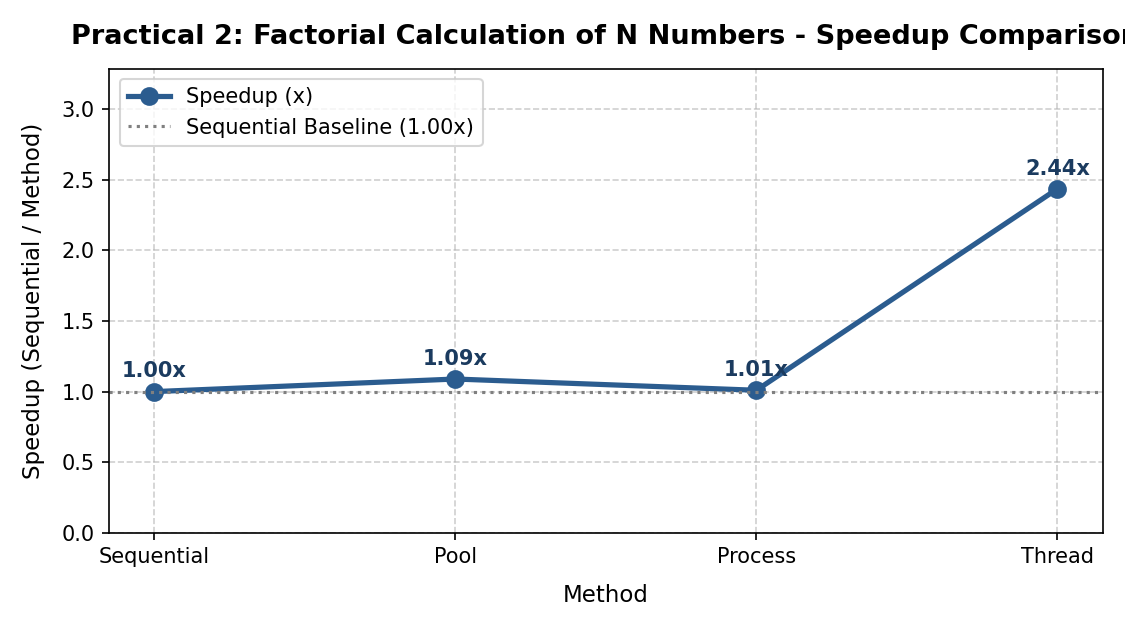 Practical 2: Factorial Calculation of N Numbers - Speedup Comparison
Speedup (x)
Sequential Baseline (1.00x)
Speedup (Sequential / Method)
3.0
2.5
2.0
1.5
1.0
0.5
0.0
1.00x
1.09x
1.01x
2.44x
Sequential
Pool
Process
Thread
Method